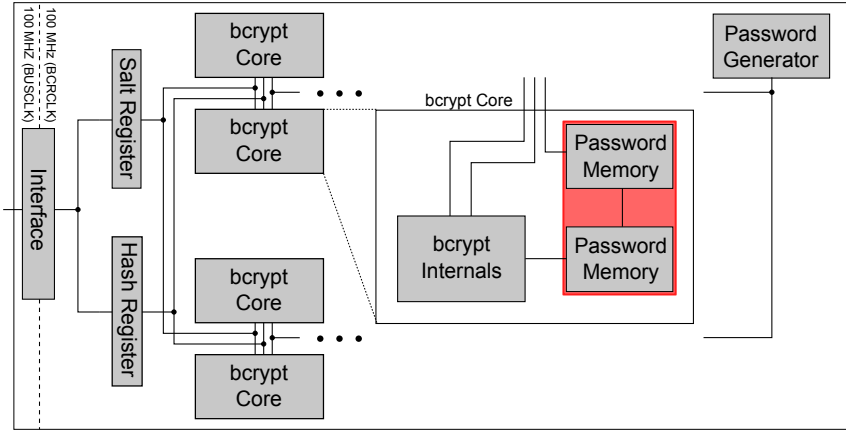 100 MHz (BCRCLK)
100 MHZ (BUSCLK)
Interface
Salt Register
Hash Register
bcrypt
Core
bcrypt
Core
bcrypt
Core
bcrypt
Core
bcrypt Core
Password
Memory
Password
Memory
bcrypt
Internals
Password
Generator